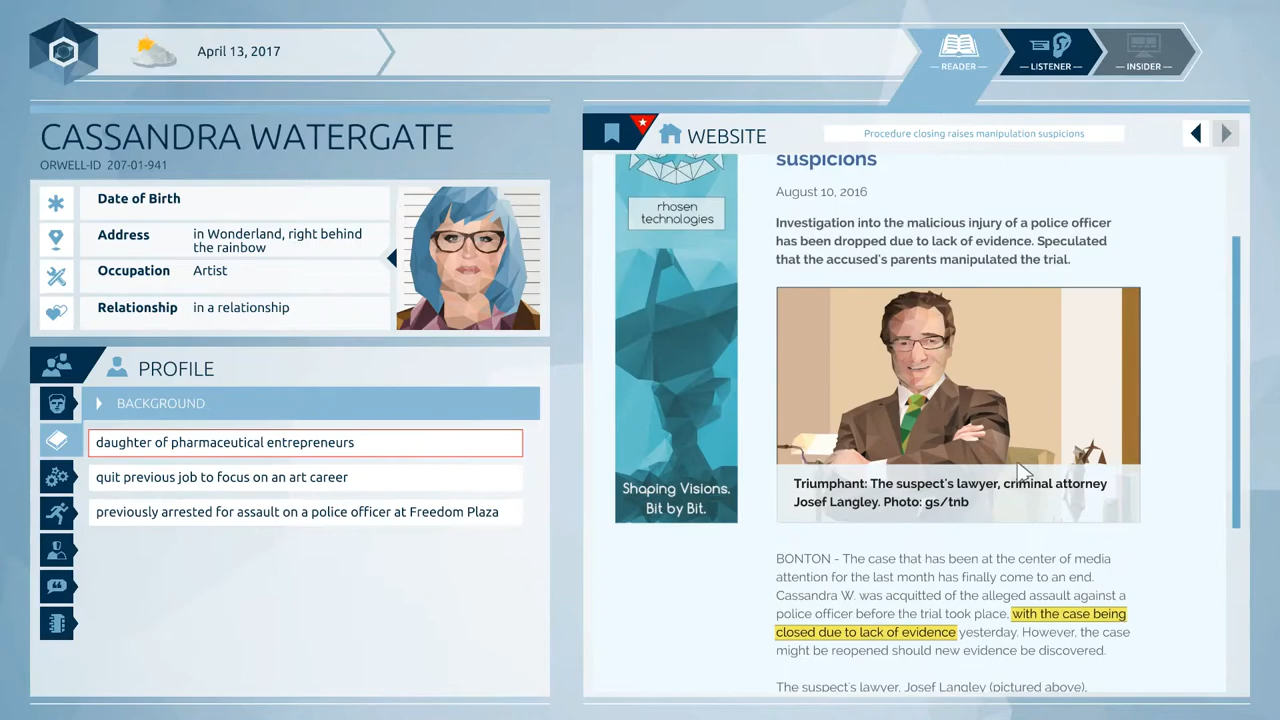 April 13, 2017
— READER —
— LISTENER —
— INSIDER —
CASSANDRA WATERGATE
ORWELL-ID 207-01-941
Date of Birth
Address in Wonderland, right behind
the rainbow
Occupation Artist
Relationship in a relationship
PROFILE
BACKGROUND
daughter of pharmaceutical entrepreneurs
quit previous job to focus on an art career
previously arrested for assault on a police officer at Freedom Plaza
WEBSITE
Procedure closing raises manipulation suspicions
rhosen
technologies
Shaping Visions.
Bit by Bit.
suspicions
August 10, 2016
Investigation into the malicious injury of a police officer
has been dropped due to lack of evidence. Speculated
that the accused's parents manipulated the trial.
Triumphant: The suspect's lawyer, criminal attorney
Josef Langley. Photo: gs/tnb
BONTON - The case that has been at the center of media
attention for the last month has finally come to an end.
Cassandra W. was acquitted of the alleged assault against a
police officer before the trial took place, with the case being
closed due to lack of evidence yesterday. However, the case
might be reopened should new evidence be discovered.
The suspect's lawyer, Josef Langley (pictured above),